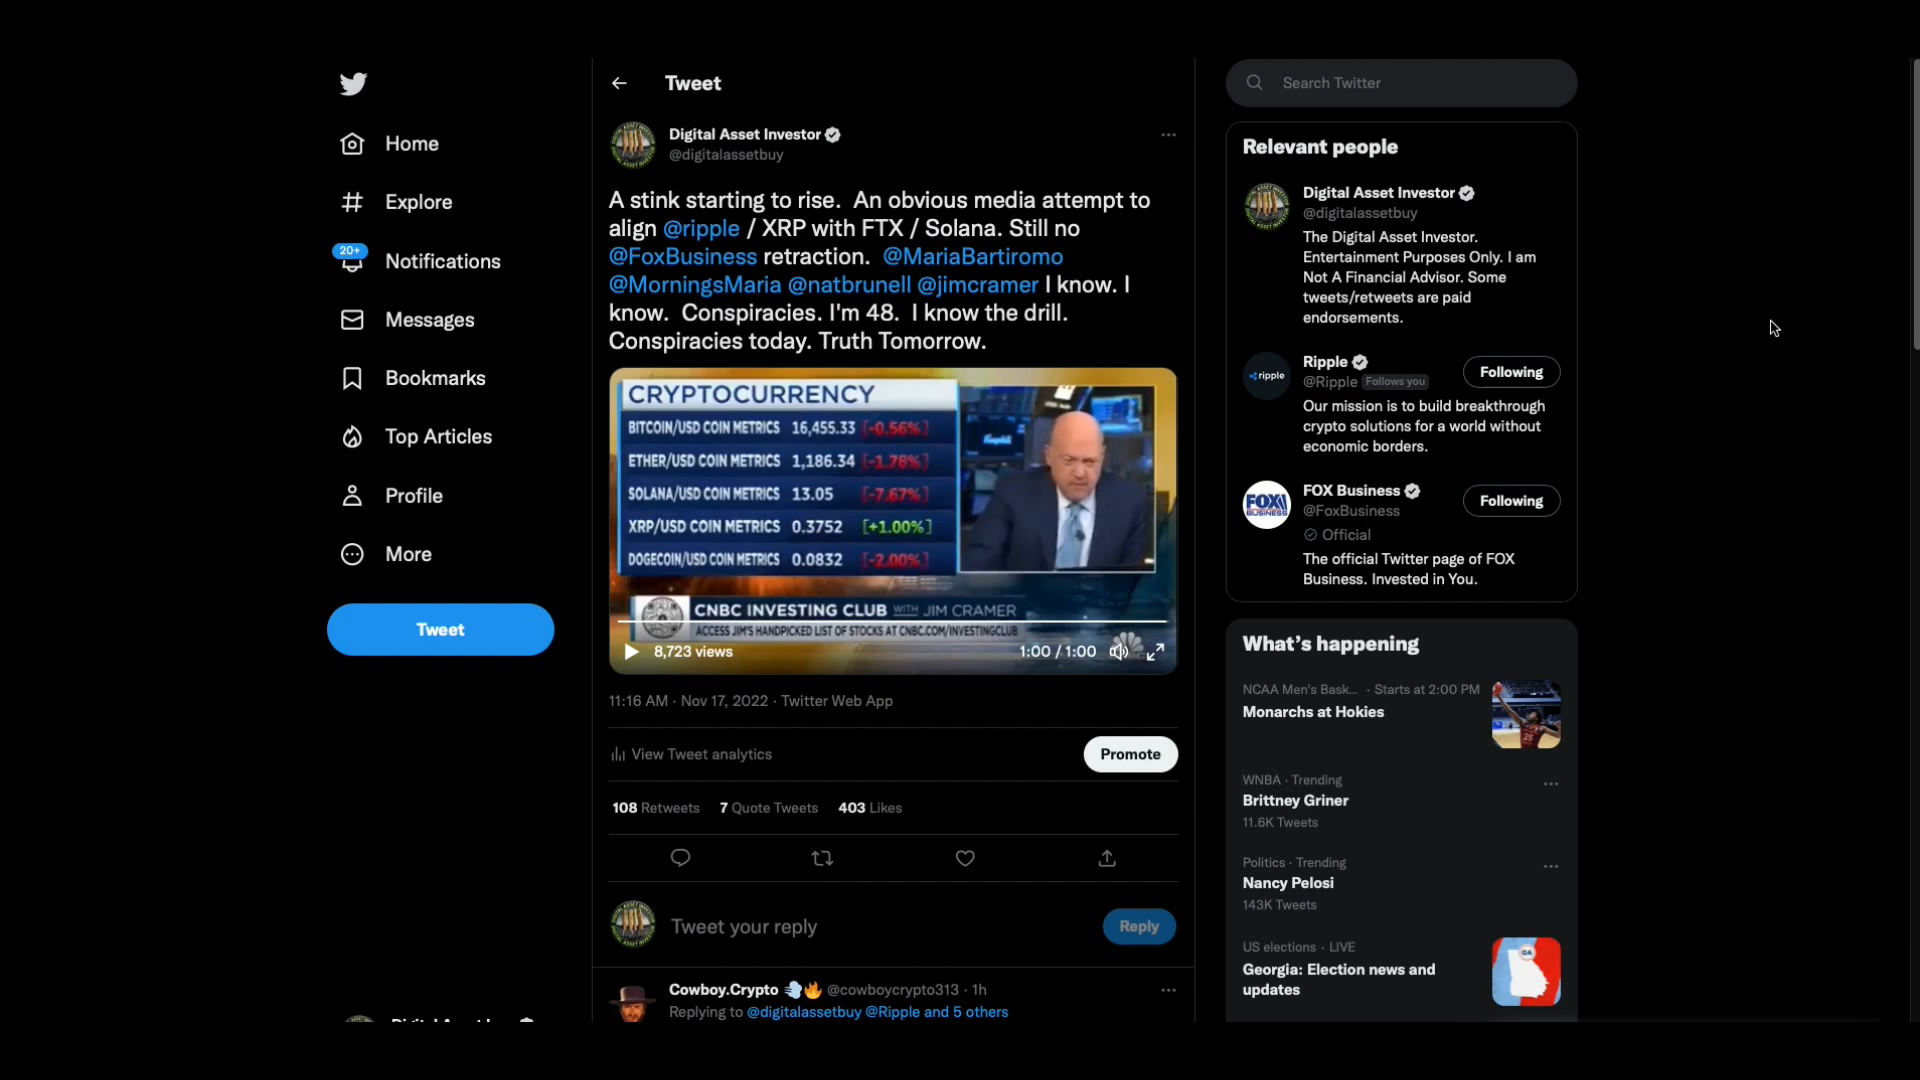 Home
Explore
20+
Notifications
Messages
Bookmarks
Top Articles
Profile
More
Tweet
Tweet
Digital Asset Investor
@digitalassetbuy
A stink starting to rise.  An obvious media attempt to
align @ripple / XRP with FTX / Solana. Still no
@FoxBusiness retraction.  @MariaBartiromo
@MorningsMaria @natbrunell @jimcramer I know. I
know.  Conspiracies. I'm 48.  I know the drill.
Conspiracies today. Truth Tomorrow.
CRYPTOCURRENCY
BITCOIN/USD COIN METRICS 16,455.33 [-0.56%]
ETHER/USD COIN METRICS 1,186.34 [-1.78%]
SOLANA/USD COIN METRICS 13.05 [-7.67%]
XRP/USD COIN METRICS 0.3752 [+1.00%]
DOGECOIN/USD COIN METRICS 0.0832 [-2.00%]
CNBC INVESTING CLUB WITH JIM CRAMER
ACCESS JIM'S HANDPICKED LIST OF STOCKS AT CNBC.COM/INVESTINGCLUB
8,723 views
1:00 / 1:00
11:16 AM · Nov 17, 2022 · Twitter Web App
View Tweet analytics
Promote
108 Retweets 7 Quote Tweets 403 Likes
Tweet your reply
Reply
Cowboy.Crypto 💨🔥 @cowboycrypto313 · 1h
Replying to @digitalassetbuy @Ripple and 5 others
Search Twitter
Relevant people
Digital Asset Investor
@digitalassetbuy
The Digital Asset Investor.
Entertainment Purposes Only. I am
Not A Financial Advisor. Some
tweets/retweets are paid
endorsements.
ripple
Ripple
@Ripple Follows you
Following
Our mission is to build breakthrough
crypto solutions for a world without
economic borders.
FOX
BUSINESS
FOX Business
@FoxBusiness
Following
Official
The official Twitter page of FOX
Business. Invested in You.
What's happening
NCAA Men's Bask... · Starts at 2:00 PM
Monarchs at Hokies
WNBA · Trending
Brittney Griner
11.6K Tweets
Politics · Trending
Nancy Pelosi
143K Tweets
US elections · LIVE
Georgia: Election news and
updates
GA